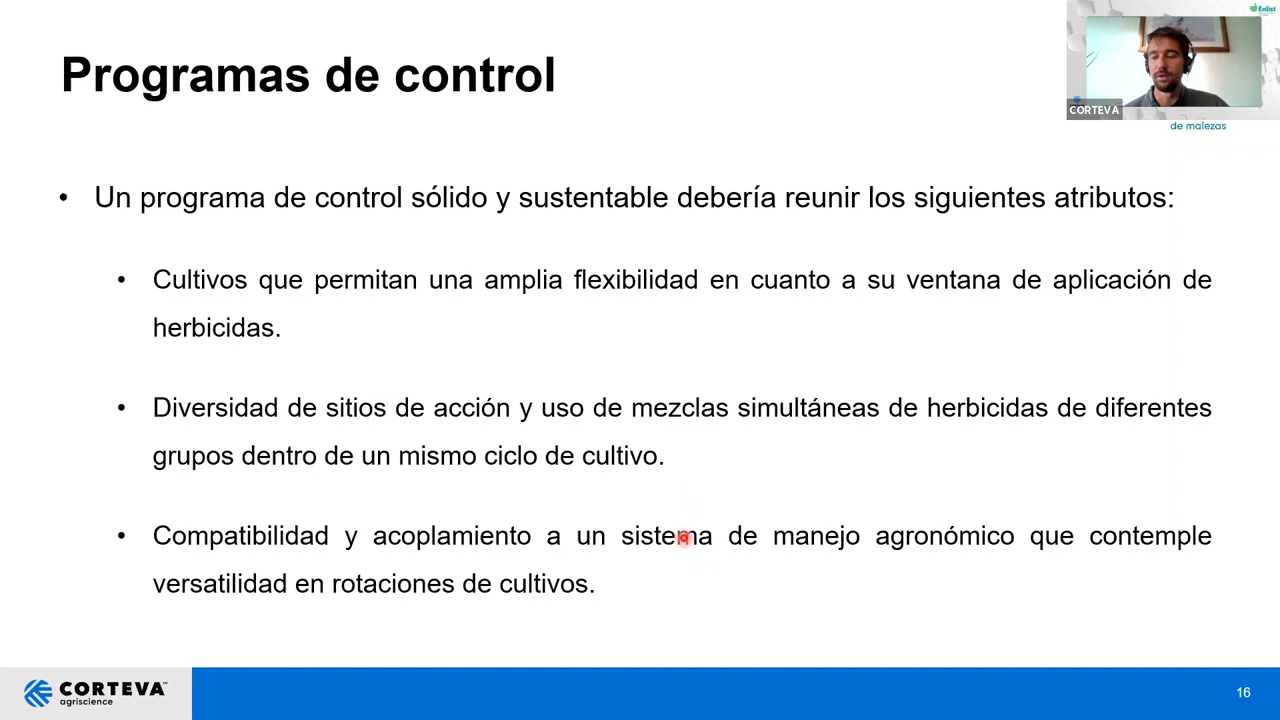 Programas de control
Enlist
CORTEVA
de malezas
• Un programa de control sólido y sustentable debería reunir los siguientes atributos:
• Cultivos que permitan una amplia flexibilidad en cuanto a su ventana de aplicación de
herbicidas.
• Diversidad de sitios de acción y uso de mezclas simultáneas de herbicidas de diferentes
grupos dentro de un mismo ciclo de cultivo.
• Compatibilidad y acoplamiento a un sistema de manejo agronómico que contemple
versatilidad en rotaciones de cultivos.
CORTEVA™
agriscience
16